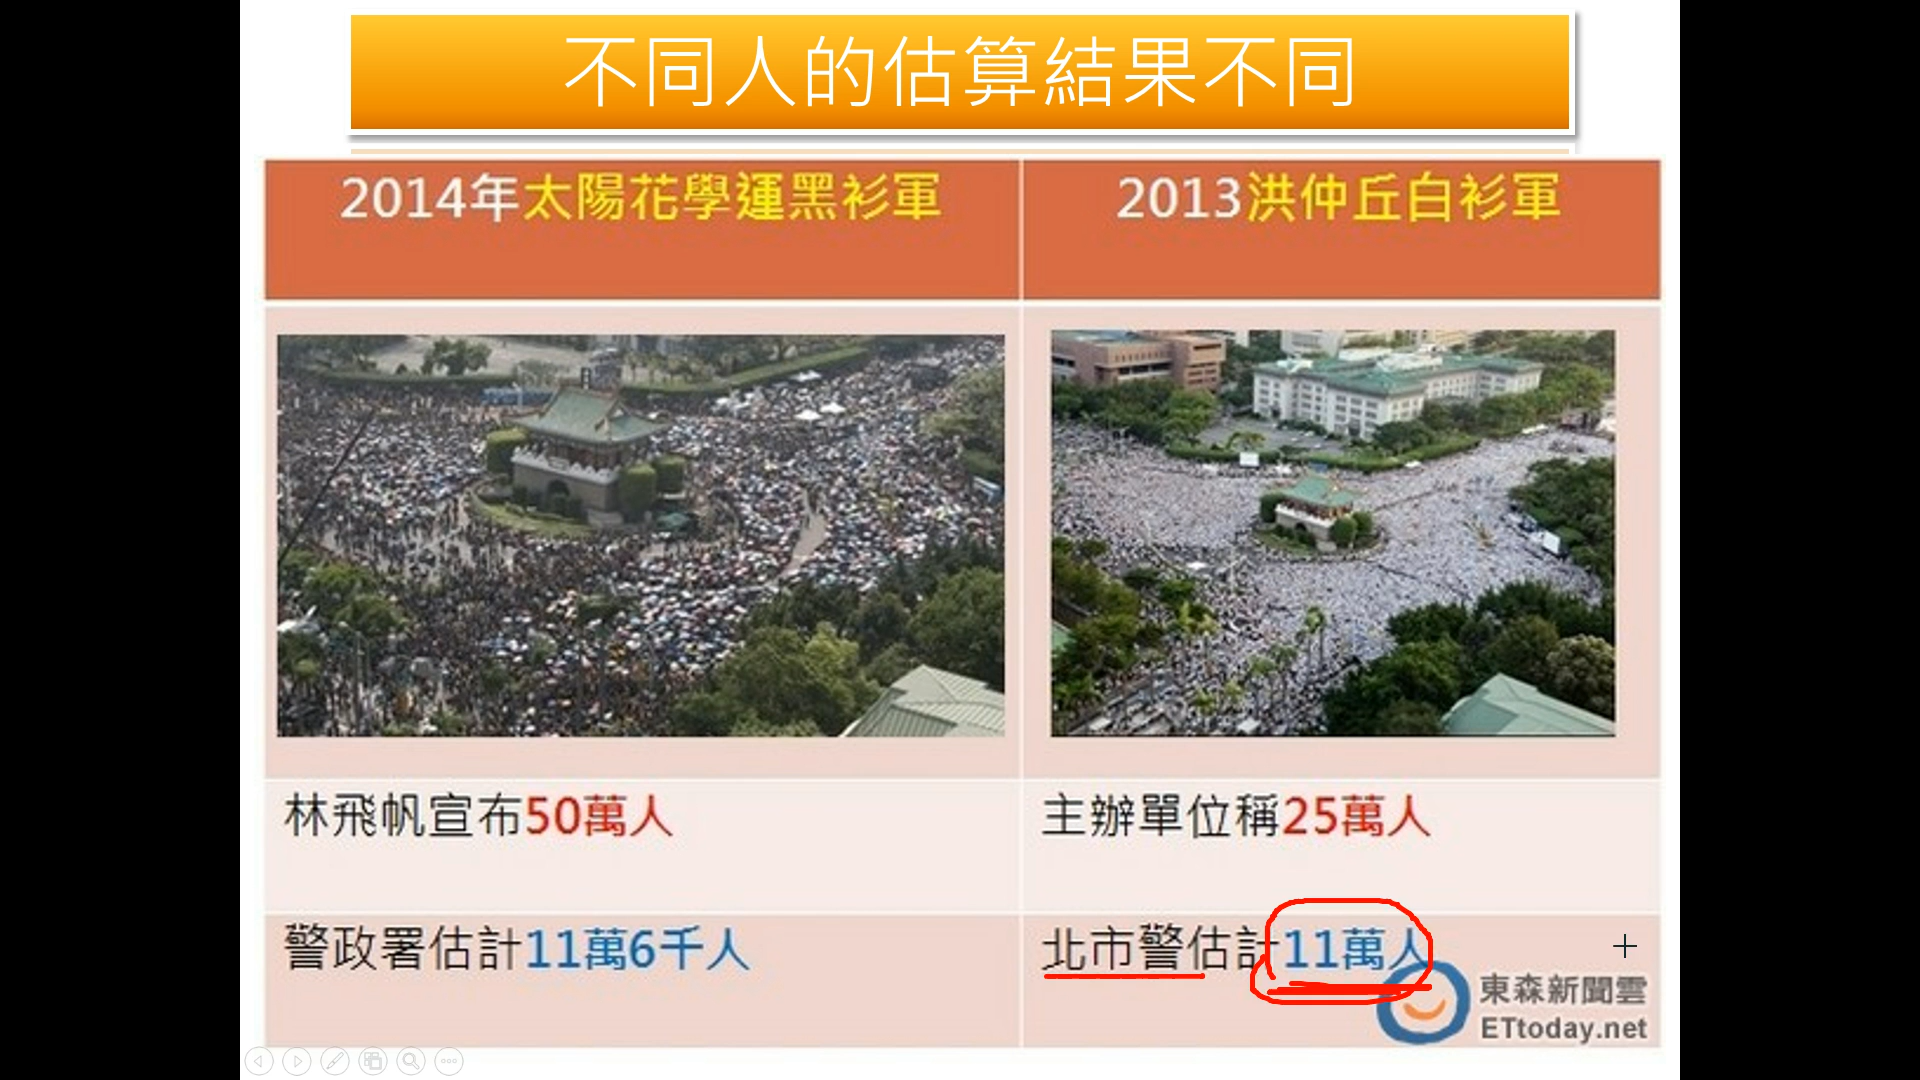 不同人的估算結果不同
2014年太陽花學運黑衫軍
2013洪仲丘白衫軍
林飛帆宣布50萬人
主辦單位稱25萬人
警政署估計11萬6千人
北市警估計11萬人
東森新聞雲
ETtoday.net